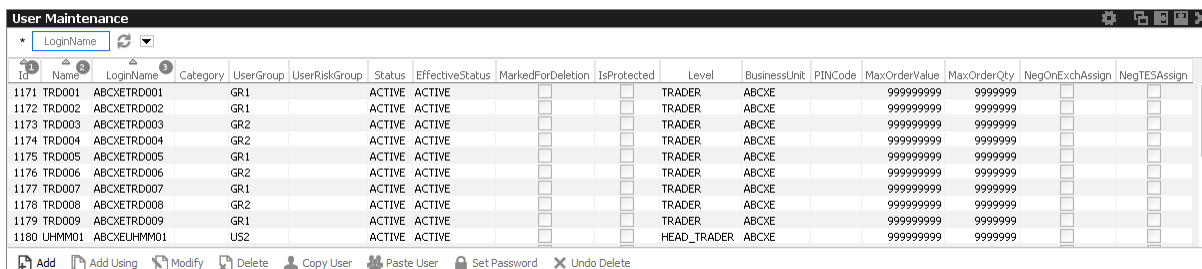 User Maintenance
* LoginName
Id 1 Name 2 LoginName 3 Category UserGroup UserRiskGroup Status EffectiveStatus MarkedForDeletion IsProtected Level BusinessUnit PINCode MaxOrderValue MaxOrderQty NegOnExchAssign NegTESAssign
1171 TRD001 ABCXETRD001 GR1 ACTIVE ACTIVE TRADER ABCXE 999999999 9999999
1172 TRD002 ABCXETRD002 GR1 ACTIVE ACTIVE TRADER ABCXE 999999999 9999999
1173 TRD003 ABCXETRD003 GR2 ACTIVE ACTIVE TRADER ABCXE 999999999 9999999
1174 TRD004 ABCXETRD004 GR2 ACTIVE ACTIVE TRADER ABCXE 999999999 9999999
1175 TRD005 ABCXETRD005 GR1 ACTIVE ACTIVE TRADER ABCXE 999999999 9999999
1176 TRD006 ABCXETRD006 GR2 ACTIVE ACTIVE TRADER ABCXE 999999999 9999999
1177 TRD007 ABCXETRD007 GR1 ACTIVE ACTIVE TRADER ABCXE 999999999 9999999
1178 TRD008 ABCXETRD008 GR2 ACTIVE ACTIVE TRADER ABCXE 999999999 9999999
1179 TRD009 ABCXETRD009 GR1 ACTIVE ACTIVE TRADER ABCXE 999999999 9999999
1180 UHMM01 ABCXEUHMM01 US2 ACTIVE ACTIVE HEAD_TRADER ABCXE 999999999 9999999
Add Add Using Modify Delete Copy User Paste User Set Password Undo Delete